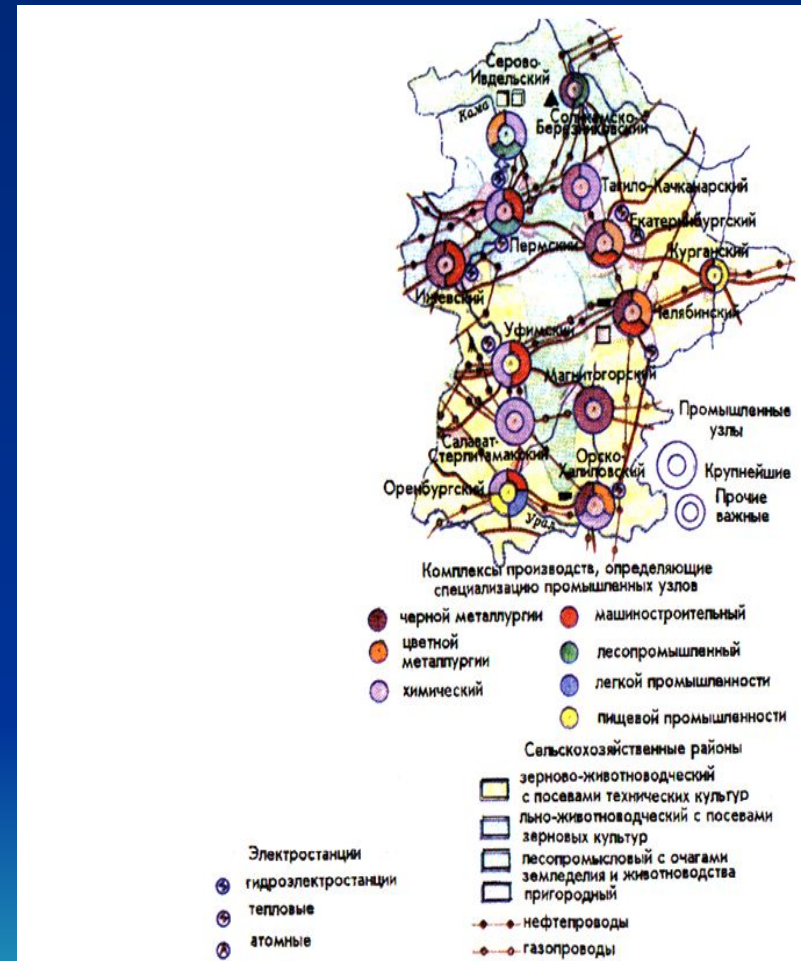 Серово-
Ивдельский
Кама
Соликамско-
Березниковский
Тагило-Качканарский
Екатеринбургский
Пермский
Курганский
Ижевский
Челябинский
Уфимский
Магнитогорский
Промышленные
узлы
Салават-
Стерлитамакский
Орско-
Халиловский
Крупнейшие
Оренбургский
Прочие
важные
Урал
Комплексы производств, определяющие
специализацию промышленных узлов
черной металлургии
машиностроительный
цветной
металлургии
лесопромышленный
химический
легкой промышленности
пищевой промышленности
Сельскохозяйственные районы
зерново-животноводческий
с посевами технических культур
льно-животноводческий с посевами
зерновых культур
лесопромысловый с очагами
земледелия и животноводства
пригородный
Электростанции
гидроэлектростанции
тепловые
атомные
нефтепроводы
газопроводы